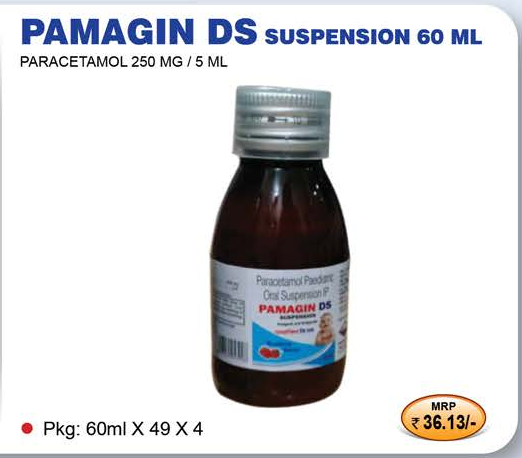 PAMAGIN DS SUSPENSION 60 ML
PARACETAMOL 250 MG / 5 ML
Paracetamol Paediatric
Oral Suspension IP
PAMAGIN DS
SUSPENSION
Pkg: 60ml X 49 X 4
MRP
₹ 36.13/-